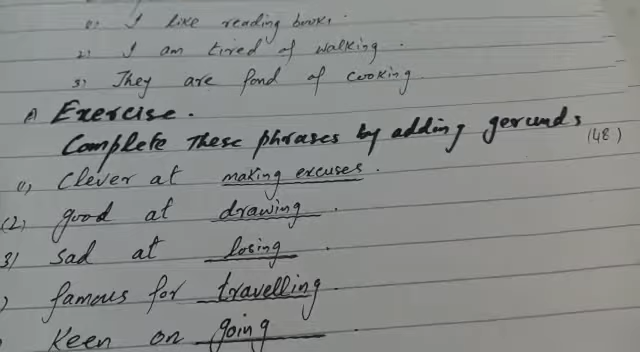 1) I like reading books.
2) I am tired of walking.
3) They are fond of cooking
A Exercise.
Complete These phrases by adding gerunds
(48)
1) Clever at making excuses.
(2) good at drawing.
3) sad at losing.
) famous for travelling.
Keen on going.